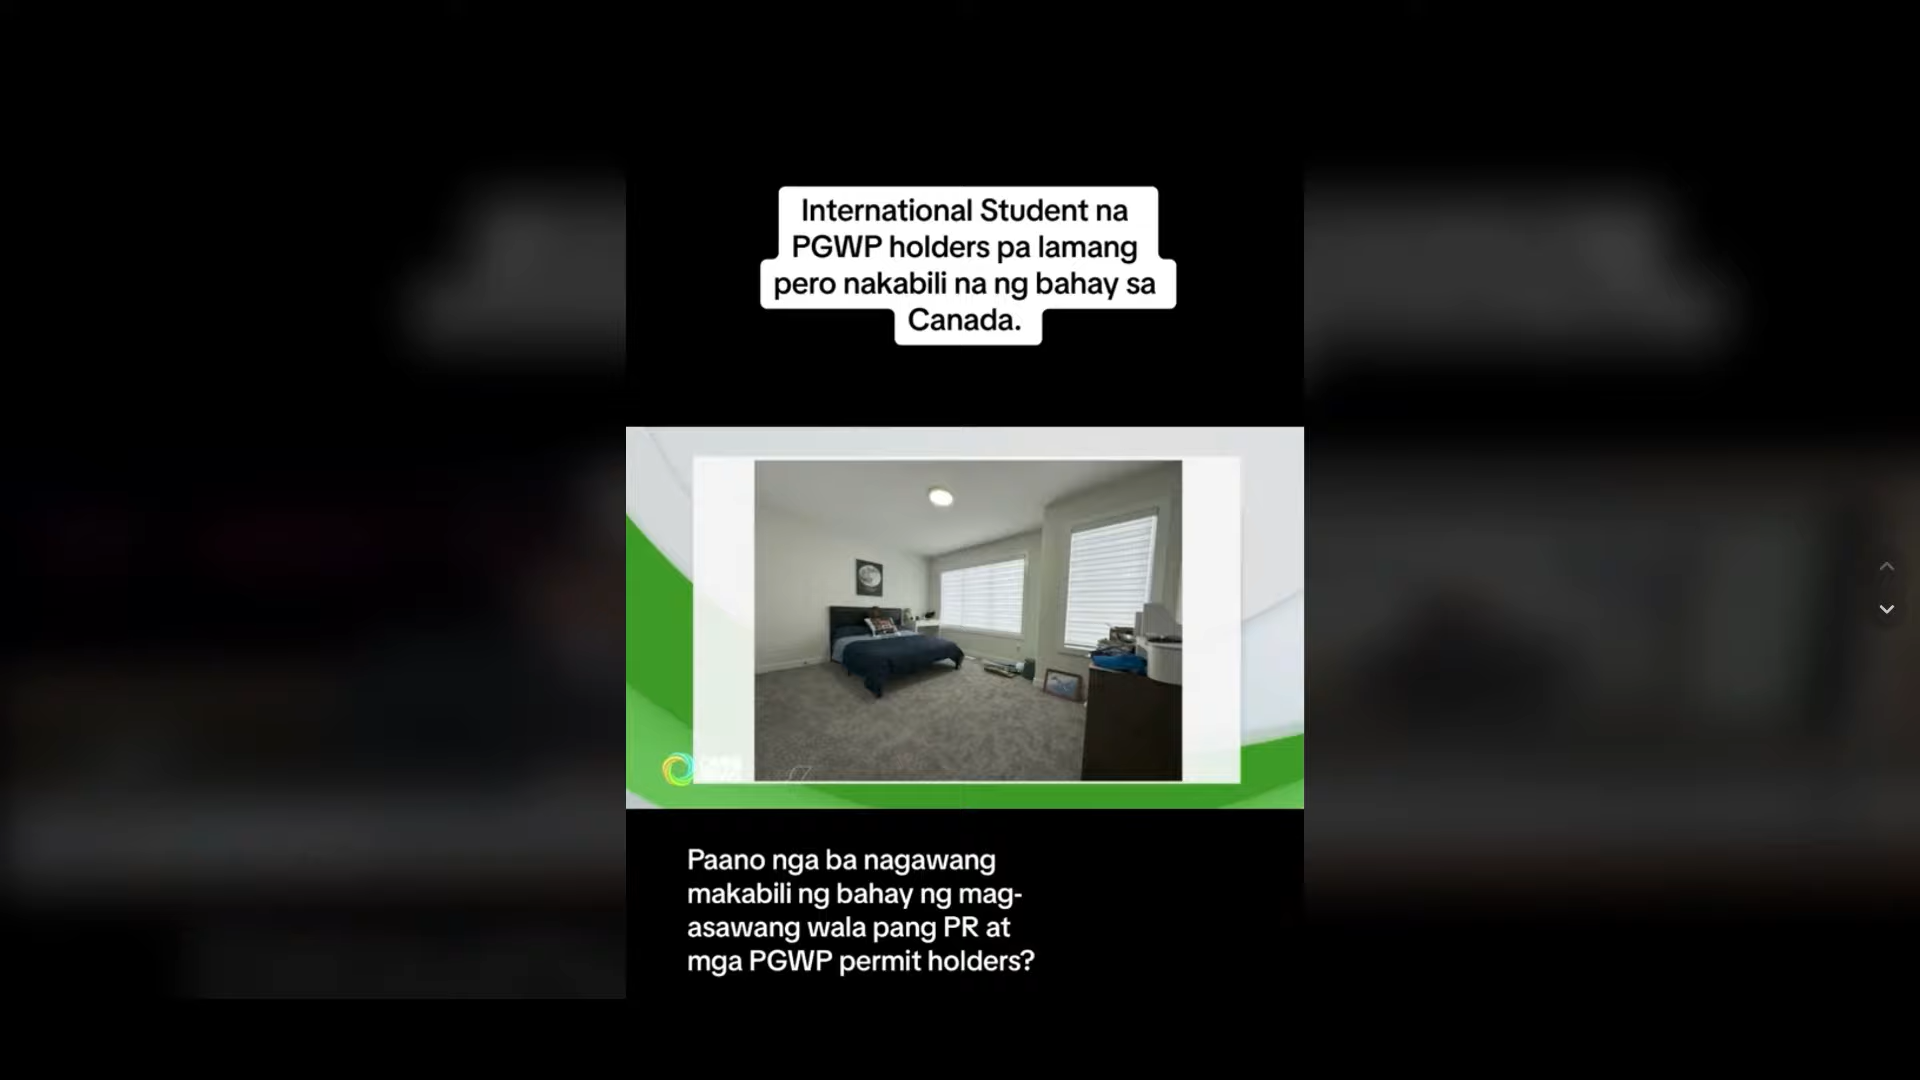 International Student na
PGWP holders pa lamang
pero nakabili na ng bahay sa
Canada.
Paano nga ba nagawang
makabili ng bahay ng mag-
asawang wala pang PR at
mga PGWP permit holders?